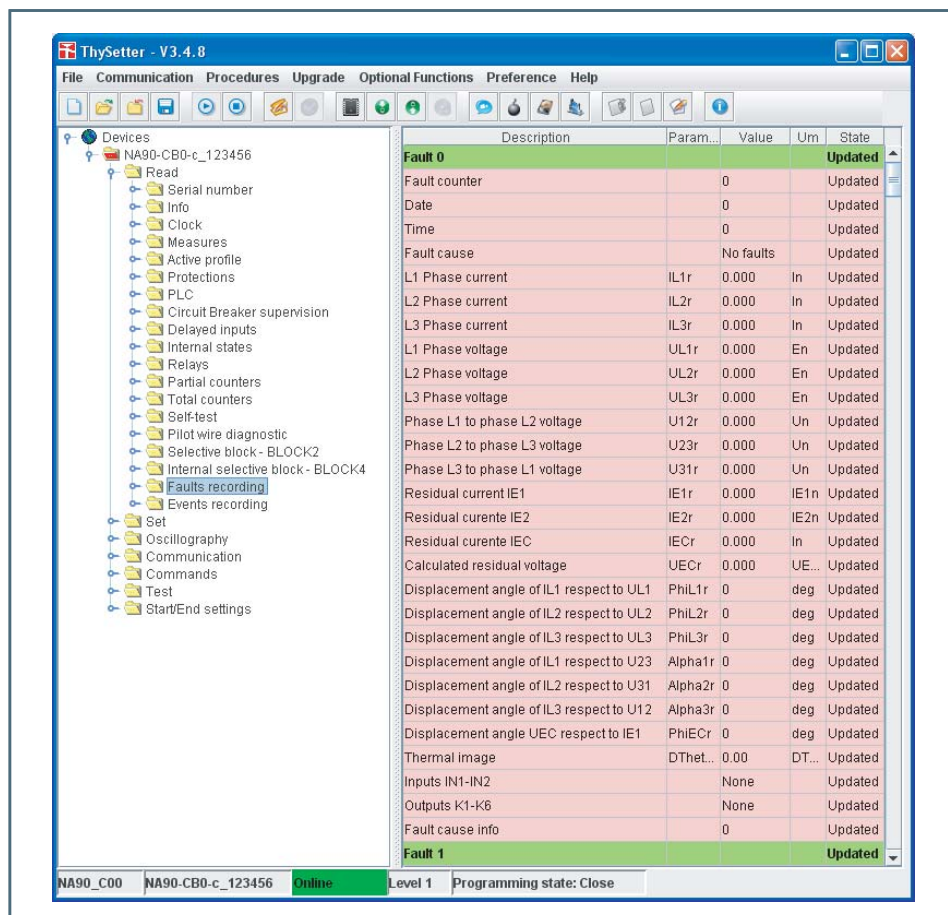 ThySetter - V3.4.8
File Communication Procedures Upgrade Optional Functions Preference Help
Devices
NA90-CB0-c_123456
Read
Serial number
Info
Clock
Measures
Active profile
Protections
PLC
Circuit Breaker supervision
Delayed inputs
Internal states
Relays
Partial counters
Total counters
Self-test
Pilot wire diagnostic
Selective block - BLOCK2
Internal selective block - BLOCK4
Faults recording
Events recording
Set
Oscillography
Communication
Commands
Test
Start/End settings
Description Param... Value Um State
Fault 0 Updated
Fault counter 0 Updated
Date 0 Updated
Time 0 Updated
Fault cause No faults Updated
L1 Phase current IL1r 0.000 In Updated
L2 Phase current IL2r 0.000 In Updated
L3 Phase current IL3r 0.000 In Updated
L1 Phase voltage UL1r 0.000 En Updated
L2 Phase voltage UL2r 0.000 En Updated
L3 Phase voltage UL3r 0.000 En Updated
Phase L1 to phase L2 voltage U12r 0.000 Un Updated
Phase L2 to phase L3 voltage U23r 0.000 Un Updated
Phase L3 to phase L1 voltage U31r 0.000 Un Updated
Residual current IE1 IE1r 0.000 IE1n Updated
Residual curente IE2 IE2r 0.000 IE2n Updated
Residual curente IEC IECr 0.000 In Updated
Calculated residual voltage UECr 0.000 UE... Updated
Displacement angle of IL1 respect to UL1 PhiL1r 0 deg Updated
Displacement angle of IL2 respect to UL2 PhiL2r 0 deg Updated
Displacement angle of IL3 respect to UL3 PhiL3r 0 deg Updated
Displacement angle of IL1 respect to U23 Alpha1r 0 deg Updated
Displacement angle of IL2 respect to U31 Alpha2r 0 deg Updated
Displacement angle of IL3 respect to U12 Alpha3r 0 deg Updated
Displacement angle UEC respect to IE1 PhiECr 0 deg Updated
Thermal image DThet... 0.00 DT... Updated
Inputs IN1-IN2 None Updated
Outputs K1-K6 None Updated
Fault cause info 0 Updated
Fault 1 Updated
NA90_C00 NA90-CB0-c_123456 Online Level 1 Programming state: Close